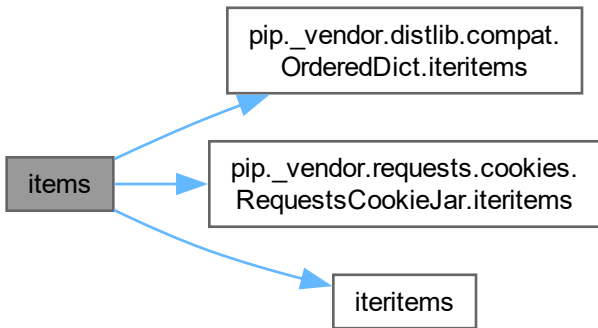 items
pip._vendor.distlib.compat.
OrderedDict.iteritems
pip._vendor.requests.cookies.
RequestsCookieJar.iteritems
iteritems